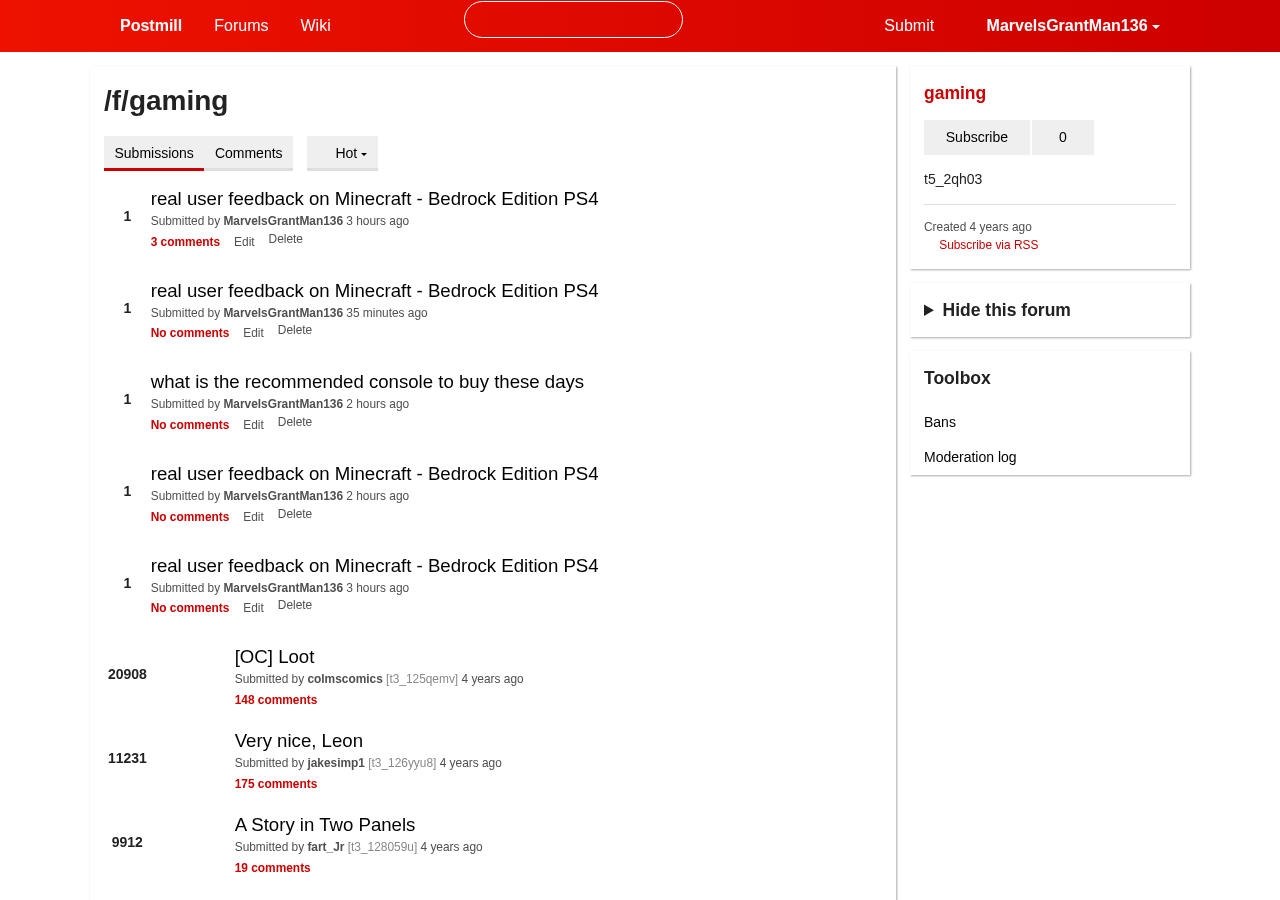 Postmill Forums Wiki Submit MarvelsGrantMan136
/f/gaming
Submissions Comments Hot
real user feedback on Minecraft - Bedrock Edition PS4
1
Submitted by MarvelsGrantMan136 3 hours ago
3 comments Edit Delete
real user feedback on Minecraft - Bedrock Edition PS4
1
Submitted by MarvelsGrantMan136 35 minutes ago
No comments Edit Delete
what is the recommended console to buy these days
1
Submitted by MarvelsGrantMan136 2 hours ago
No comments Edit Delete
real user feedback on Minecraft - Bedrock Edition PS4
1
Submitted by MarvelsGrantMan136 2 hours ago
No comments Edit Delete
real user feedback on Minecraft - Bedrock Edition PS4
1
Submitted by MarvelsGrantMan136 3 hours ago
No comments Edit Delete
[OC] Loot
20908
Submitted by colmscomics [t3_125qemv] 4 years ago
148 comments
Very nice, Leon
11231
Submitted by jakesimp1 [t3_126yyu8] 4 years ago
175 comments
A Story in Two Panels
9912
Submitted by fart_Jr [t3_128059u] 4 years ago
19 comments
gaming
Subscribe 0
t5_2qh03
Created 4 years ago
Subscribe via RSS
Hide this forum
Toolbox
Bans
Moderation log